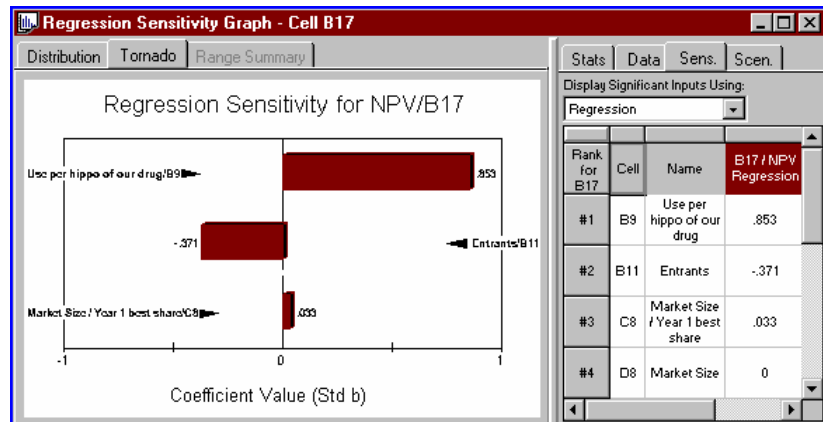 Regression Sensitivity Graph - Cell B17
Distribution
Tornado
Range Summary
Regression Sensitivity for NPV/B17
Use per hippo of our drug/B9
.853
-.371
Entrants/B11
Market Size / Year 1 best share/C8
.033
-1
0
1
Coefficient Value (Std b)
Stats
Data
Sens.
Scen.
Display Significant Inputs Using:
Regression
Rank for B17
Cell
Name
B17 / NPV Regression
#1
B9
Use per hippo of our drug
.853
#2
B11
Entrants
-.371
#3
C8
Market Size / Year 1 best share
.033
#4
D8
Market Size
0